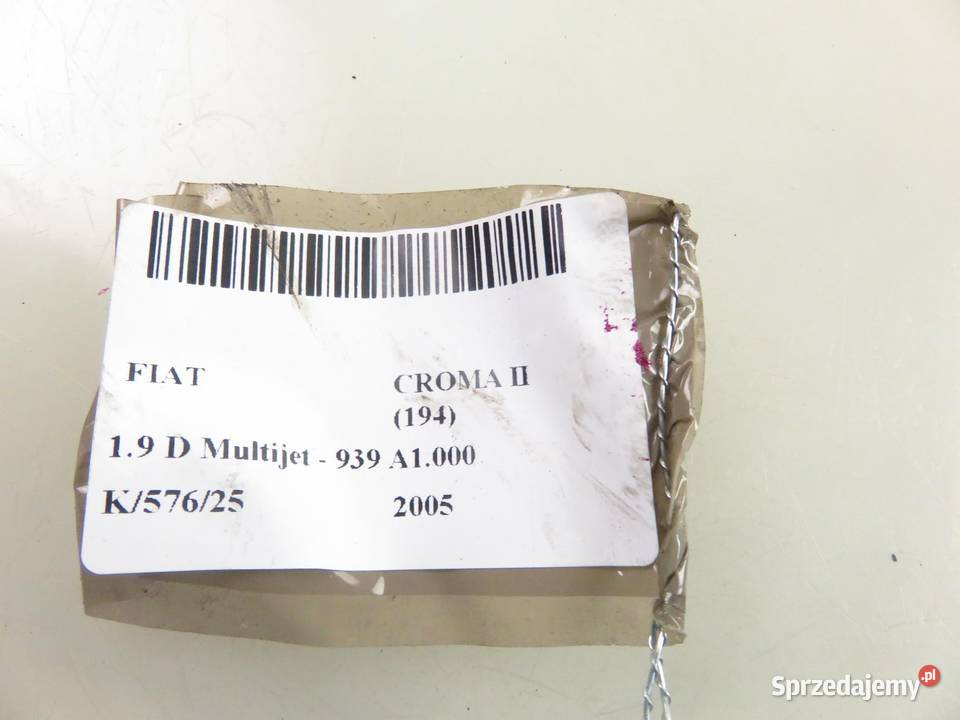 FIAT CROMA II
(194)
1.9 D Multijet - 939 A1.000
K/576/25 2005
Sprzedajemy.pl